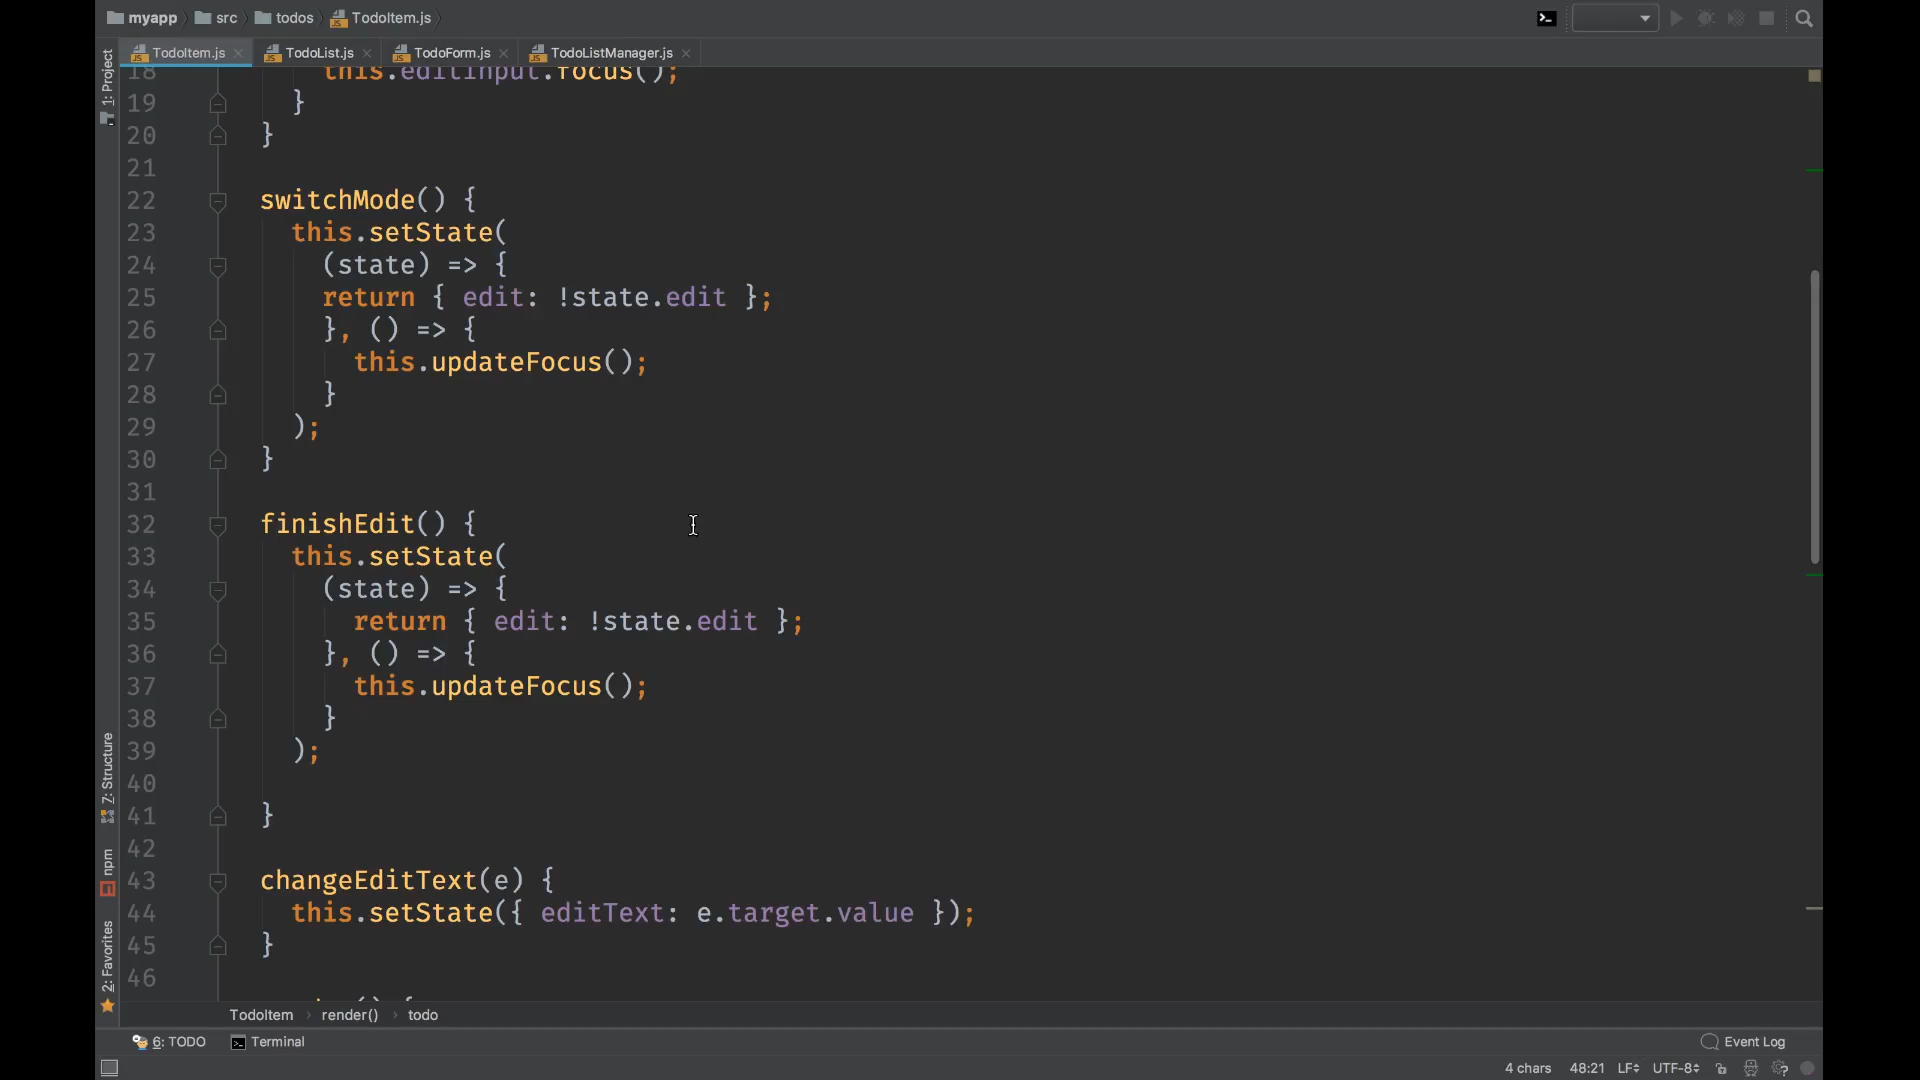 myapp src todos TodoItem.js
TodoItem.js TodoList.js TodoForm.js TodoListManager.js
1: Project
18 this.editInput.focus();
19 }
20 }
21
22 switchMode() {
23 this.setState(
24 (state) => {
25 return { edit: !state.edit };
26 }, () => {
27 this.updateFocus();
28 }
29 );
30 }
31
32 finishEdit() {
33 this.setState(
34 (state) => {
35 return { edit: !state.edit };
36 }, () => {
37 this.updateFocus();
38 }
39 );
40
41 }
42
43 changeEditText(e) {
44 this.setState({ editText: e.target.value });
45 }
46
7: Structure
npm
2: Favorites
TodoItem › render() › todo
6: TODO Terminal Event Log
4 chars 48:21 LF UTF-8